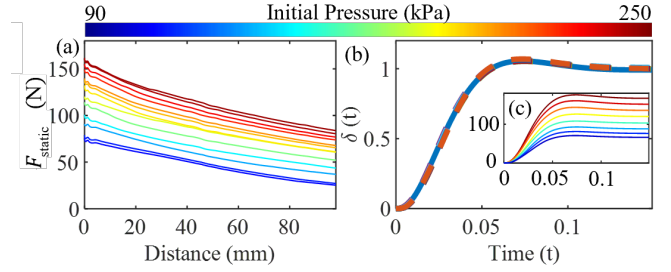 Initial Pressure (kPa)
90
250
(a)
150
100
50
0
F static (N)
0 20 40 60 80
Distance (mm)
(b)
1
0.5
0
δ (t)
0 0.05 0.1
Time (t)
(c)
100
0
0 0.05 0.1